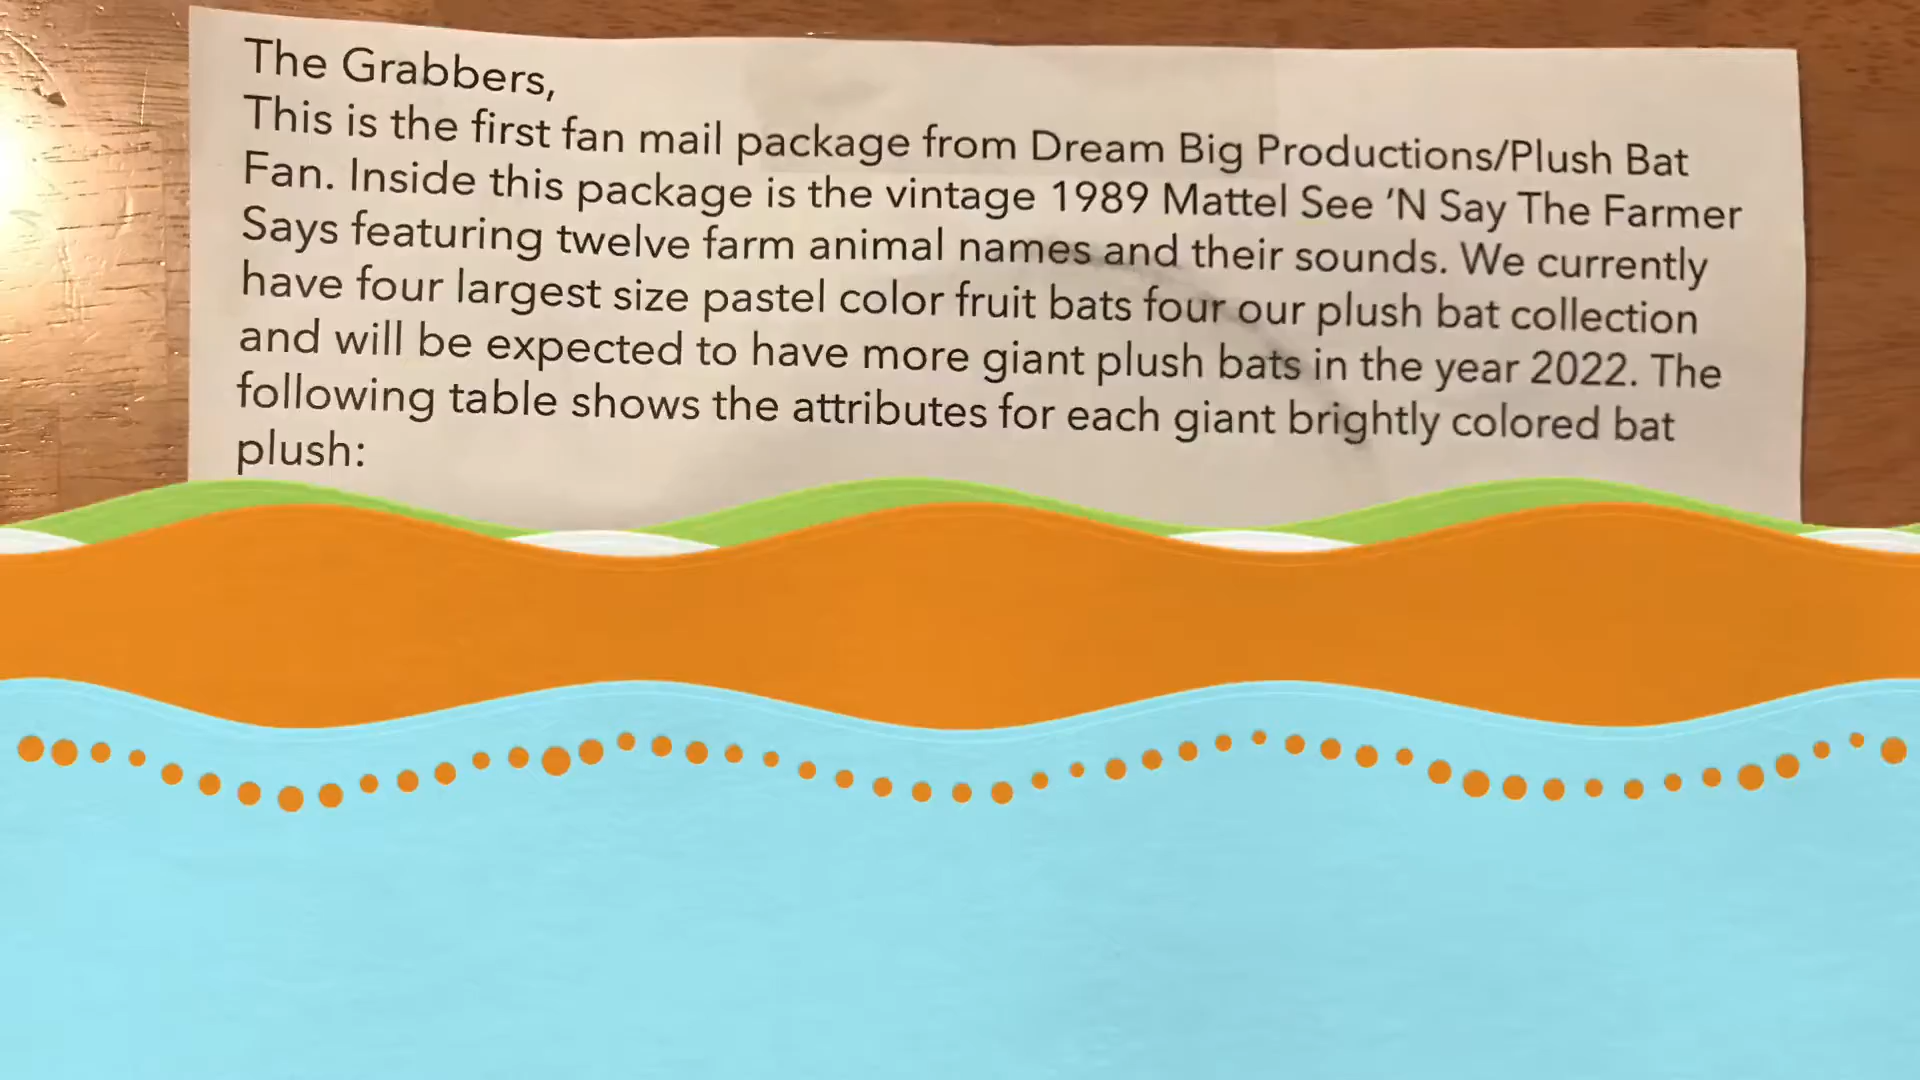 The Grabbers,
This is the first fan mail package from Dream Big Productions/Plush Bat
Fan. Inside this package is the vintage 1989 Mattel See ’N Say The Farmer
Says featuring twelve farm animal names and their sounds. We currently
have four largest size pastel color fruit bats four our plush bat collection
and will be expected to have more giant plush bats in the year 2022. The
following table shows the attributes for each giant brightly colored bat
plush: